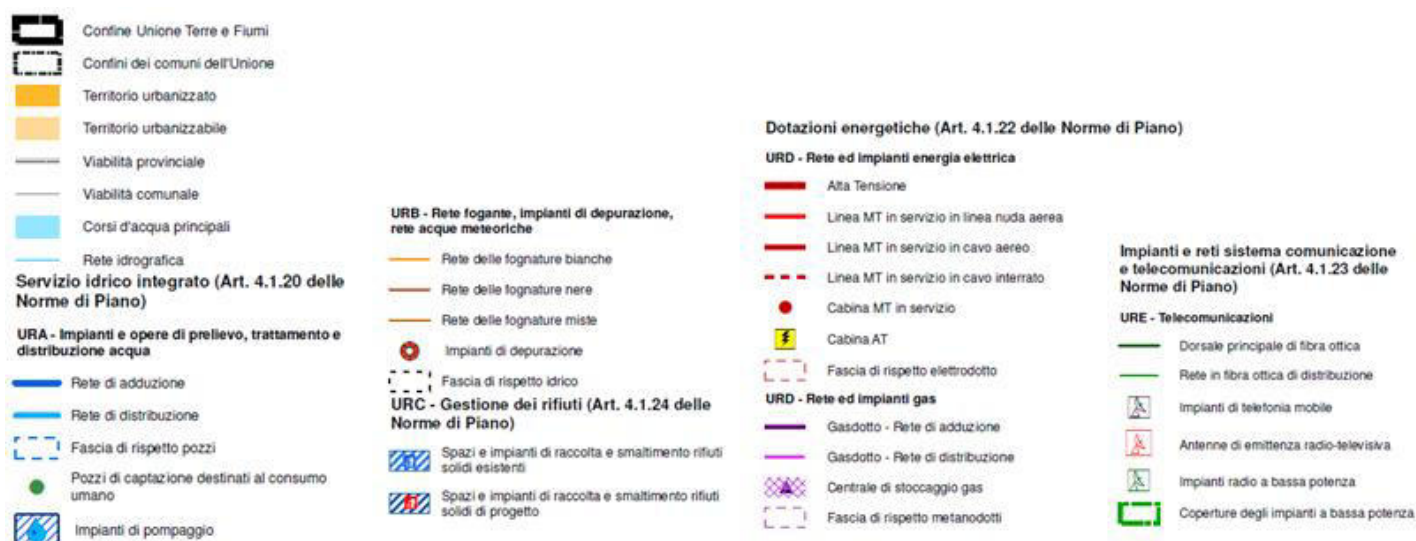 Confine Unione Terre e Fiumi
Confini dei comuni dell'Unione
Territorio urbanizzato
Territorio urbanizzabile
Viabilità provinciale
Viabilità comunale
Corsi d'acqua principali
Rete idrografica
Servizio idrico integrato (Art. 4.1.20 delle
Norme di Piano)
URA - Impianti e opere di prelievo, trattamento e
distribuzione acqua
Rete di adduzione
Rete di distribuzione
Fascia di rispetto pozzi
Pozzi di captazione destinati al consumo
umano
Impianti di pompaggio
URB - Rete fogante, impianti di depurazione,
rete acque meteoriche
Rete delle fognature bianche
Rete delle fognature nere
Rete delle fognature miste
Impianti di depurazione
Fascia di rispetto idrico
URC - Gestione dei rifiuti (Art. 4.1.24 delle
Norme di Piano)
Spazi e impianti di raccolta e smaltimento rifiuti
solidi esistenti
Spazi e impianti di raccolta e smaltimento rifiuti
solidi di progetto
Dotazioni energetiche (Art. 4.1.22 delle Norme di Piano)
URD - Rete ed impianti energia elettrica
Alta Tensione
Linea MT in servizio in linea nuda aerea
Linea MT in servizio in cavo aereo
Linea MT in servizio in cavo interrato
Cabina MT in servizio
Cabina AT
Fascia di rispetto elettrodotto
URD - Rete ed impianti gas
Gasdotto - Rete di adduzione
Gasdotto - Rete di distribuzione
Centrale di stoccaggio gas
Fascia di rispetto metanodotti
Impianti e reti sistema comunicazione
e telecomunicazioni (Art. 4.1.23 delle
Norme di Piano)
URE - Telecomunicazioni
Dorsale principale di fibra ottica
Rete in fibra ottica di distribuzione
Impianti di telefonia mobile
Antenne di emittenza radio-televisiva
Impianti radio a bassa potenza
Coperture degli impianti a bassa potenza